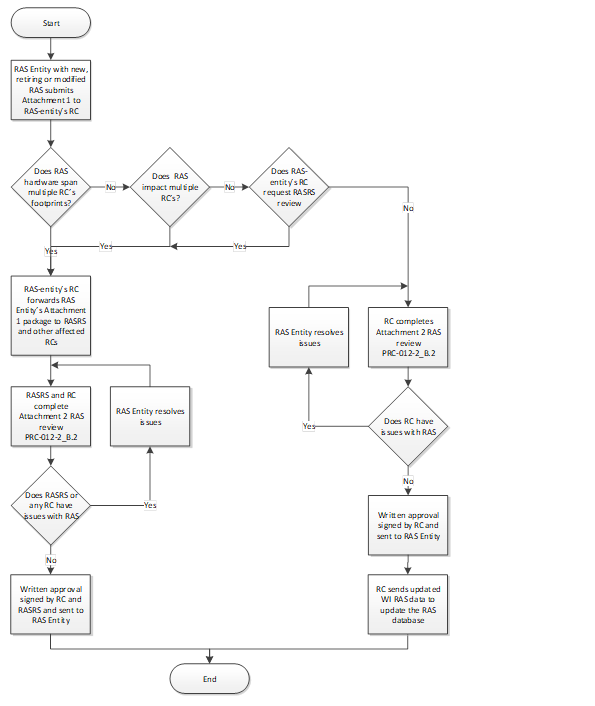 Start
RAS Entity with new,
retiring or modified
RAS submits
Attachment 1 to
RAS-entity's RC
Does RAS
hardware span
multiple RC's
footprints?
No
Does RAS
impact multiple
RC's?
No
Does RAS-
entity's RC
request RASRS
review
No
Yes
Yes
Yes
RAS-entity's RC
forwards RAS
Entity's Attachment
1 package to RASRS
and other affected
RCs
RASRS and RC
complete
Attachment 2 RAS
review
PRC-012-2_B.2
RAS Entity resolves
issues
Does RASRS or
any RC have
issues with RAS
Yes
No
Written approval
signed by RC and
RASRS and sent to
RAS Entity
RAS Entity resolves
issues
RC completes
Attachment 2 RAS
review
PRC-012-2_B.2
Does RC have
issues with RAS
Yes
No
Written approval
signed by RC and
sent to RAS Entity
RC sends updated
WI RAS data to
update the RAS
database
End